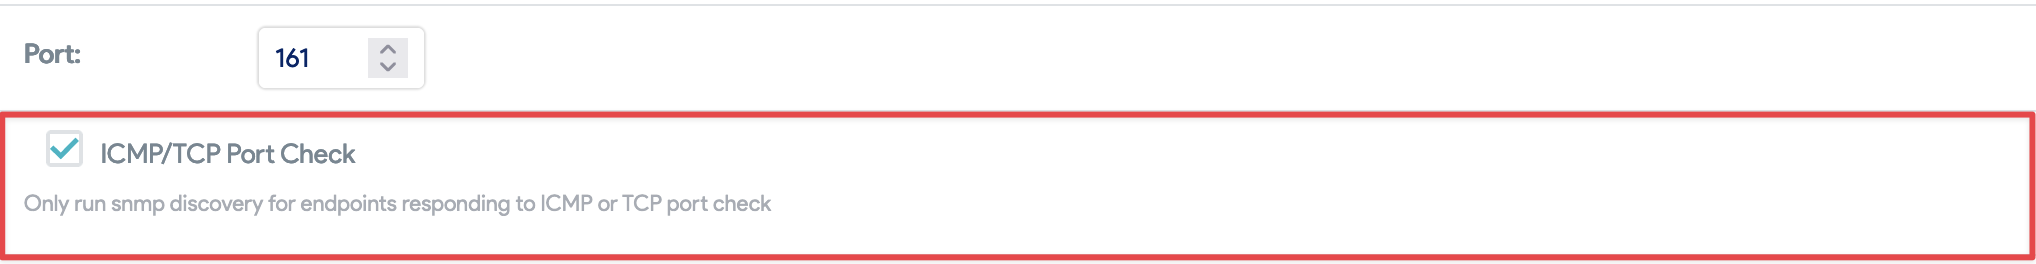 Port: 161
ICMP/TCP Port Check
Only run snmp discovery for endpoints responding to ICMP or TCP port check